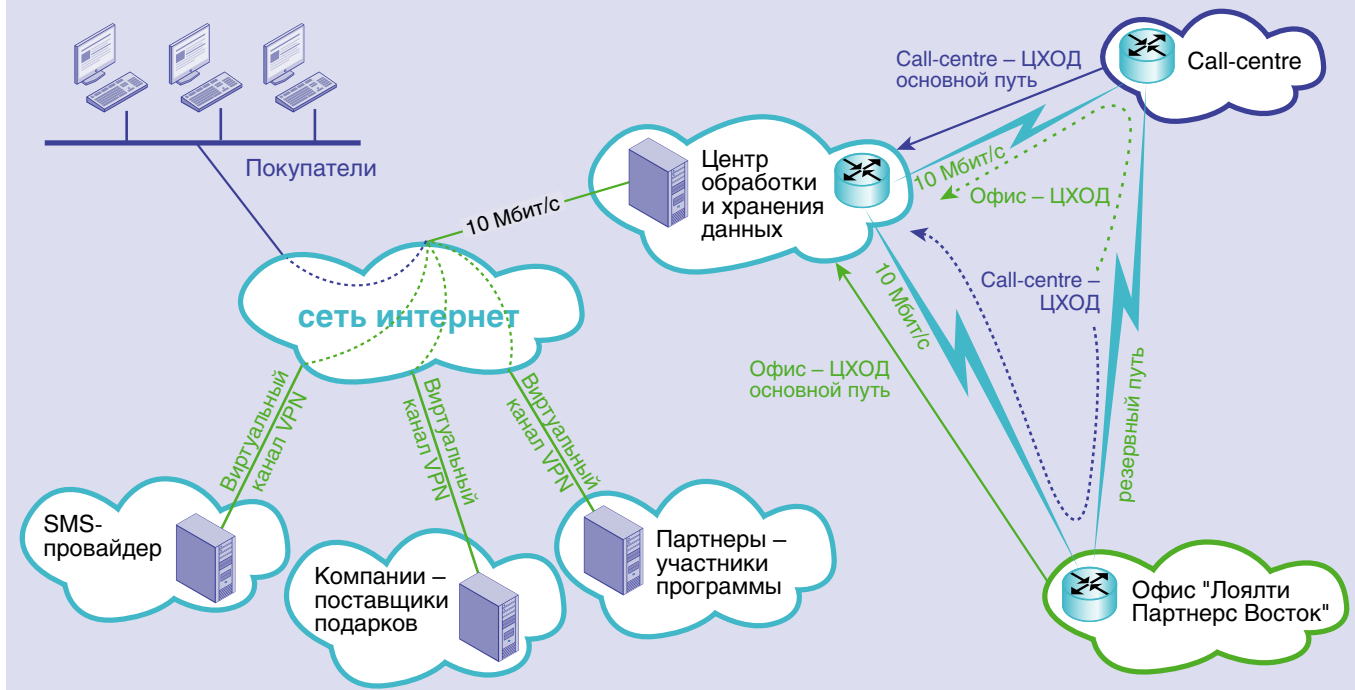 Call-centre – ЦХОД
основной путь
Call-centre
Покупатели
Центр
обработки
и хранения
данных
10 Мбит/с
Офис – ЦХОД
10 Мбит/с
сеть интернет
10 Мбит/с
Call-centre –
ЦХОД
Офис – ЦХОД
основной путь
резервный путь
Виртуальный
канал VPN
Виртуальный
канал VPN
Виртуальный
канал VPN
SMS-
провайдер
Компании –
поставщики
подарков
Партнеры –
участники
программы
Офис "Лоялти
Партнерс Восток"